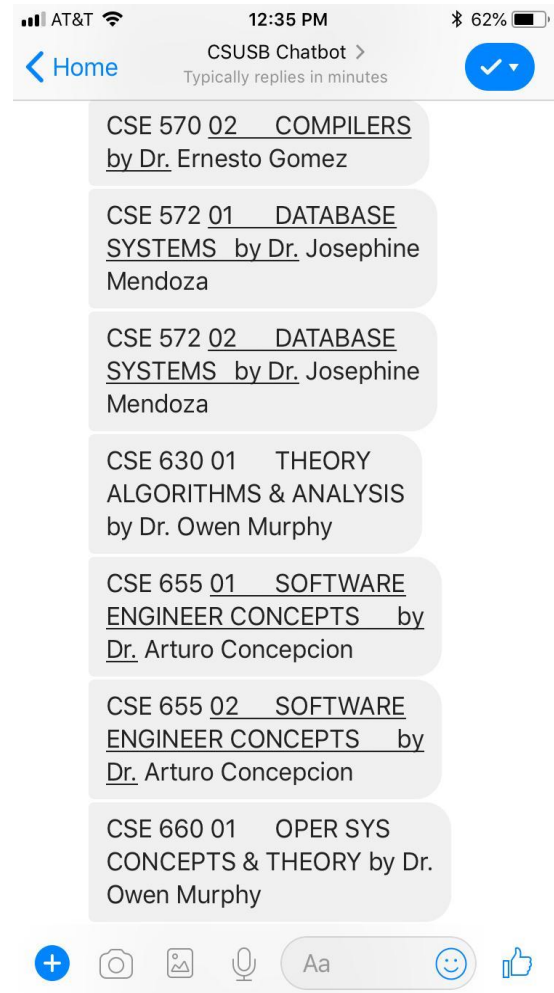 AT&T 12:35 PM 62%
Home CSUSB Chatbot
Typically replies in minutes
CSE 570 02 COMPILERS
by Dr. Ernesto Gomez
CSE 572 01 DATABASE
SYSTEMS by Dr. Josephine
Mendoza
CSE 572 02 DATABASE
SYSTEMS by Dr. Josephine
Mendoza
CSE 630 01 THEORY
ALGORITHMS & ANALYSIS
by Dr. Owen Murphy
CSE 655 01 SOFTWARE
ENGINEER CONCEPTS by
Dr. Arturo Concepcion
CSE 655 02 SOFTWARE
ENGINEER CONCEPTS by
Dr. Arturo Concepcion
CSE 660 01 OPER SYS
CONCEPTS & THEORY by Dr.
Owen Murphy
Aa